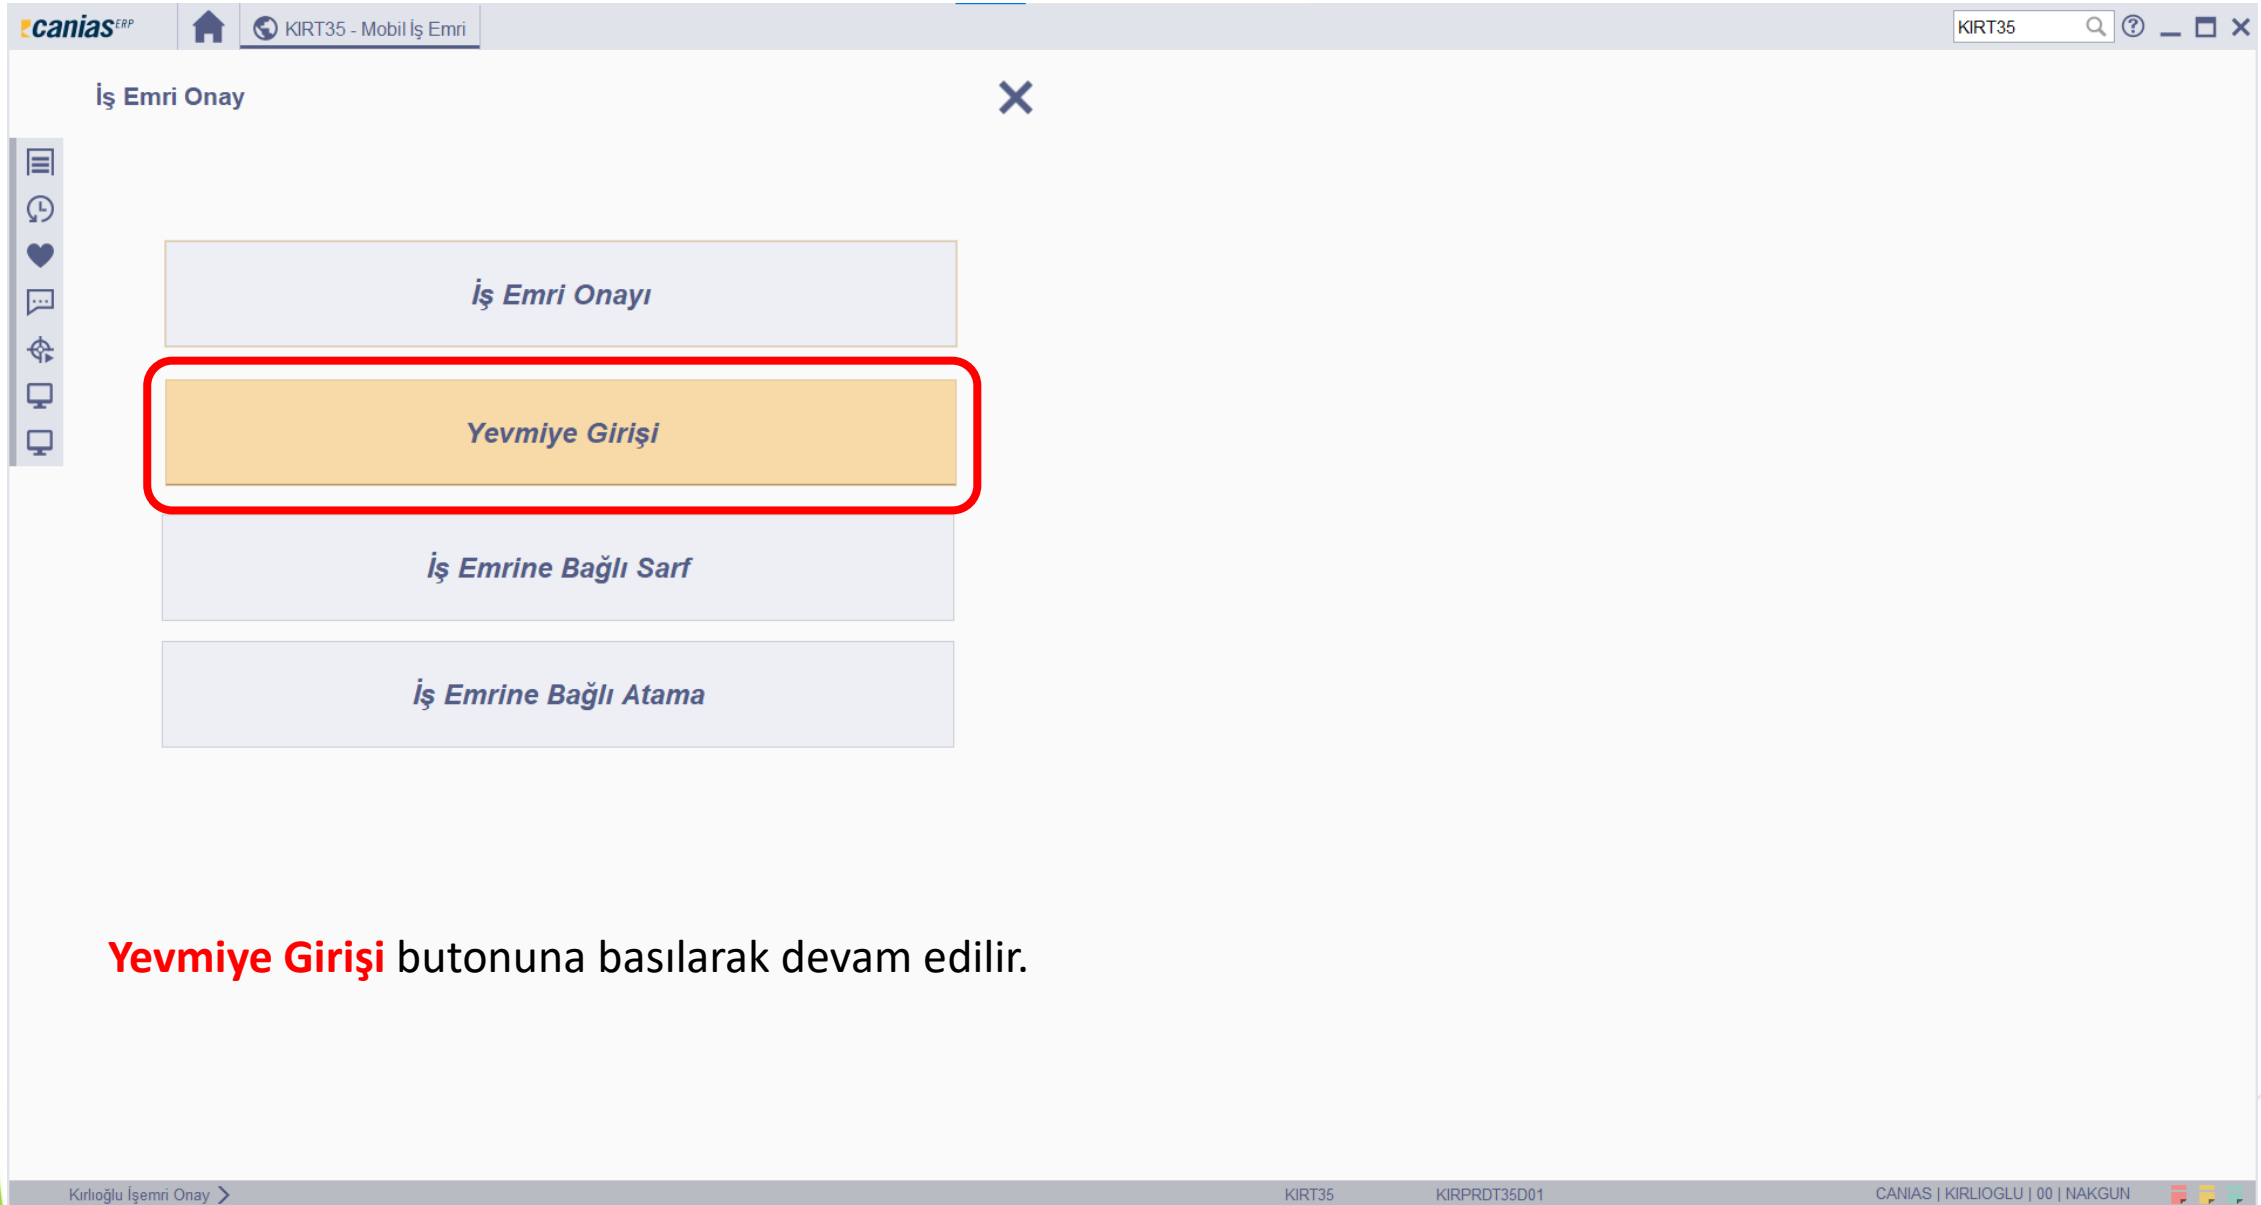 canias ERP
KIRT35 - Mobil İş Emri
KIRT35
İş Emri Onay
İş Emri Onayı
Yevmiye Girişi
İş Emrine Bağlı Sarf
İş Emrine Bağlı Atama
Yevmiye Girişi butonuna basılarak devam edilir.
Kırlıoğlu İşemri Onay
KIRT35
KIRPRDT35D01
CANIAS | KIRLIOGLU | 00 | NAKGUN